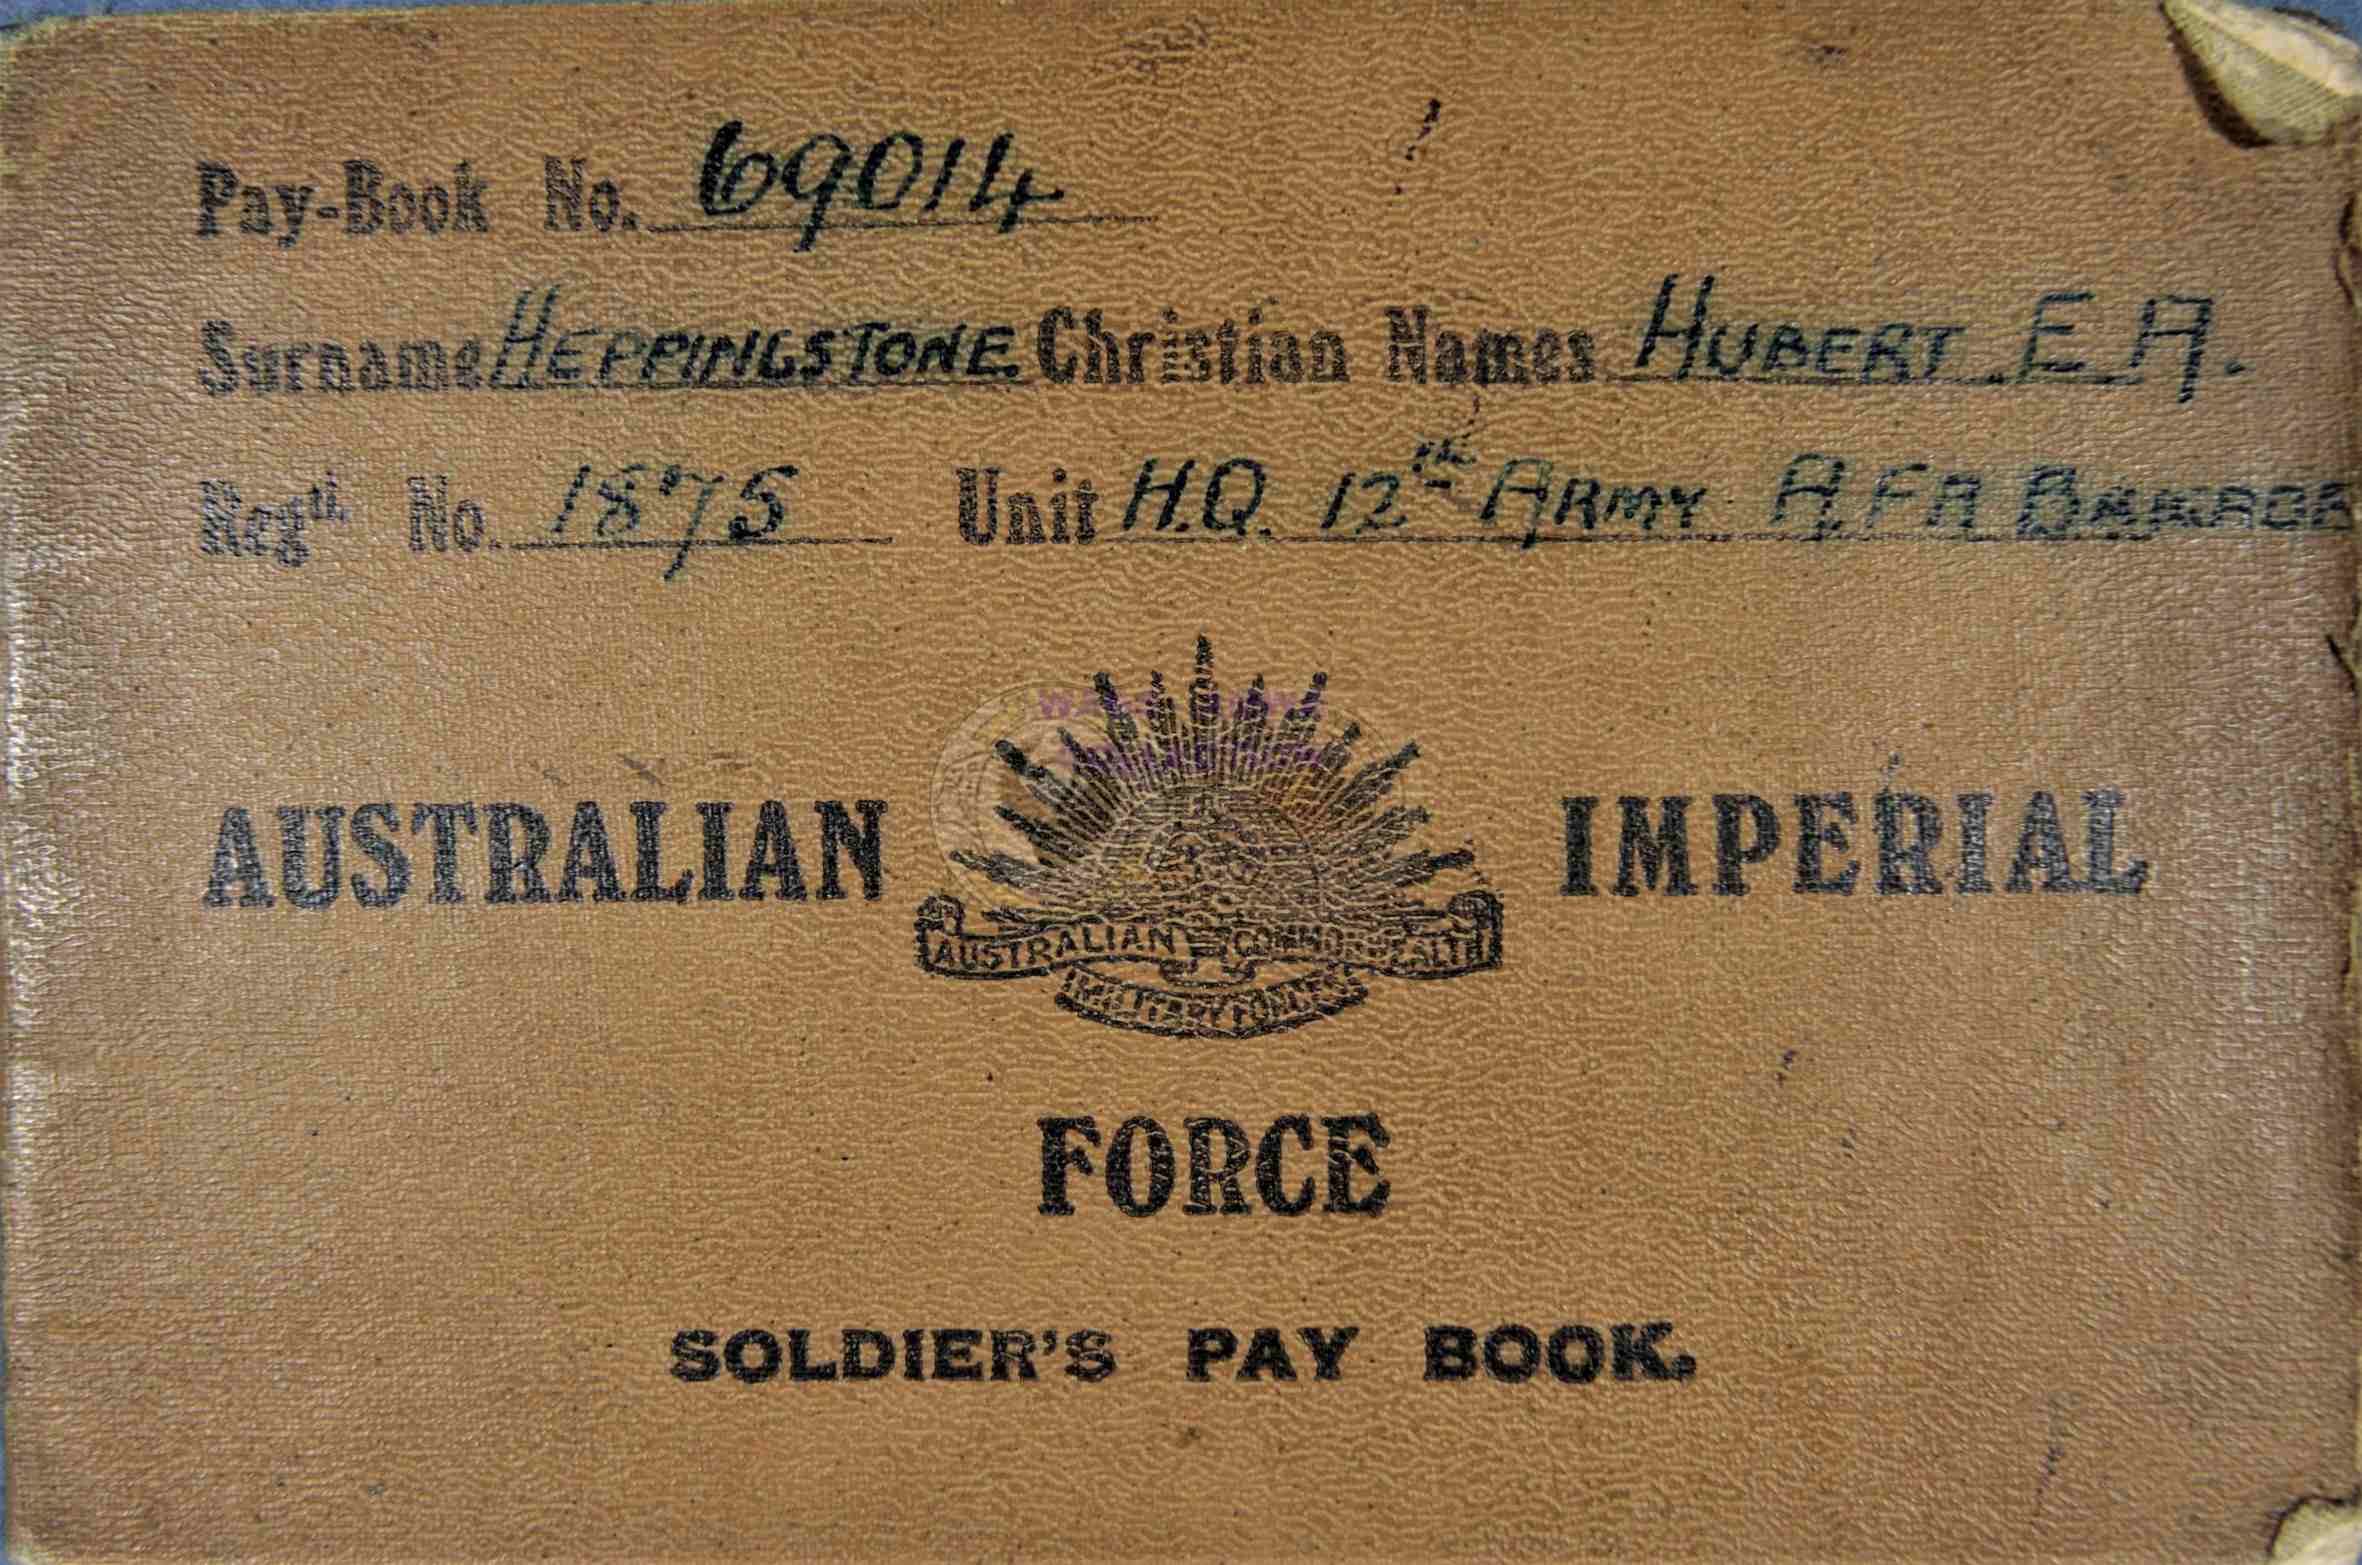 Pay-Book No. 69014
Surname HEPPINGSTONE. Christian Names HUBERT. E A.
Regtl. No. 1875 Unit H.Q. 12th ARMY A.F.A BRIGADE
AUSTRALIAN IMPERIAL
AUSTRALIAN COMMONWEALTH
MILITARY FORCES
FORCE
SOLDIER'S PAY BOOK.